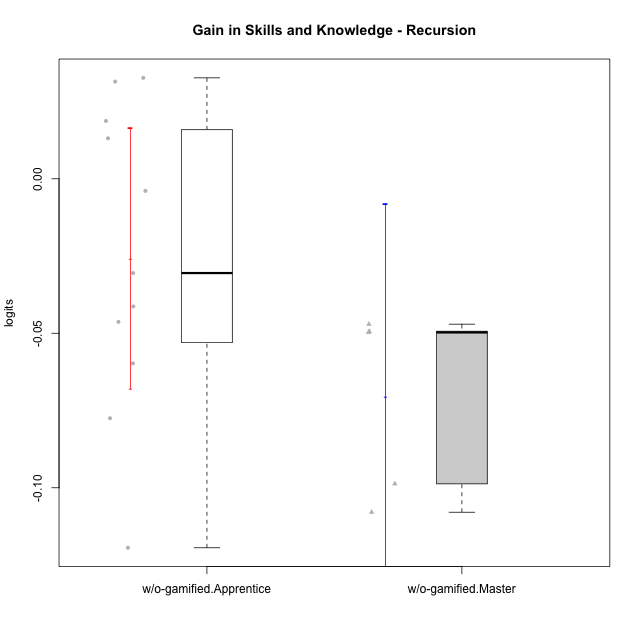 Gain in Skills and Knowledge - Recursion
logits
0.00
-0.05
-0.10
w/o-gamified.Apprentice
w/o-gamified.Master